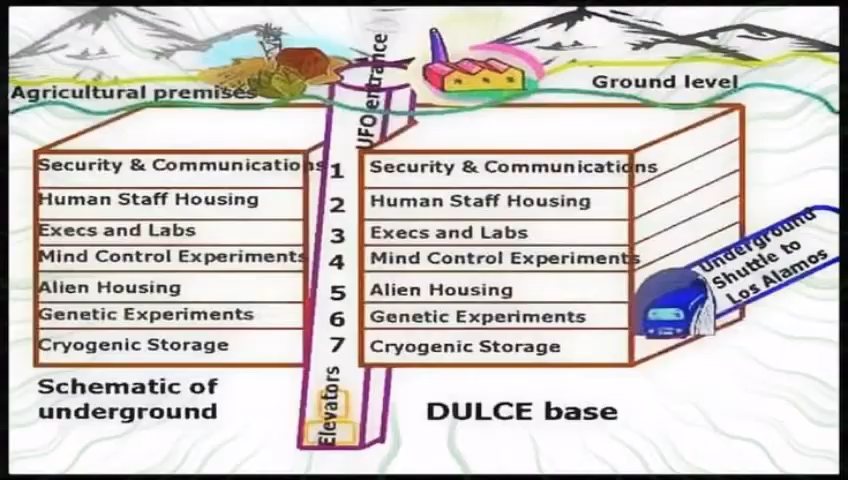 UFO entrance
Agricultural premises
Ground level
Security & Communications
1
Security & Communications
Human Staff Housing
2
Human Staff Housing
Execs and Labs
3
Execs and Labs
Mind Control Experiments
4
Mind Control Experiments
Alien Housing
5
Alien Housing
Genetic Experiments
6
Genetic Experiments
Cryogenic Storage
7
Cryogenic Storage
Underground
Shuttle to
Los Alamos
Elevators
Schematic of
underground
DULCE base